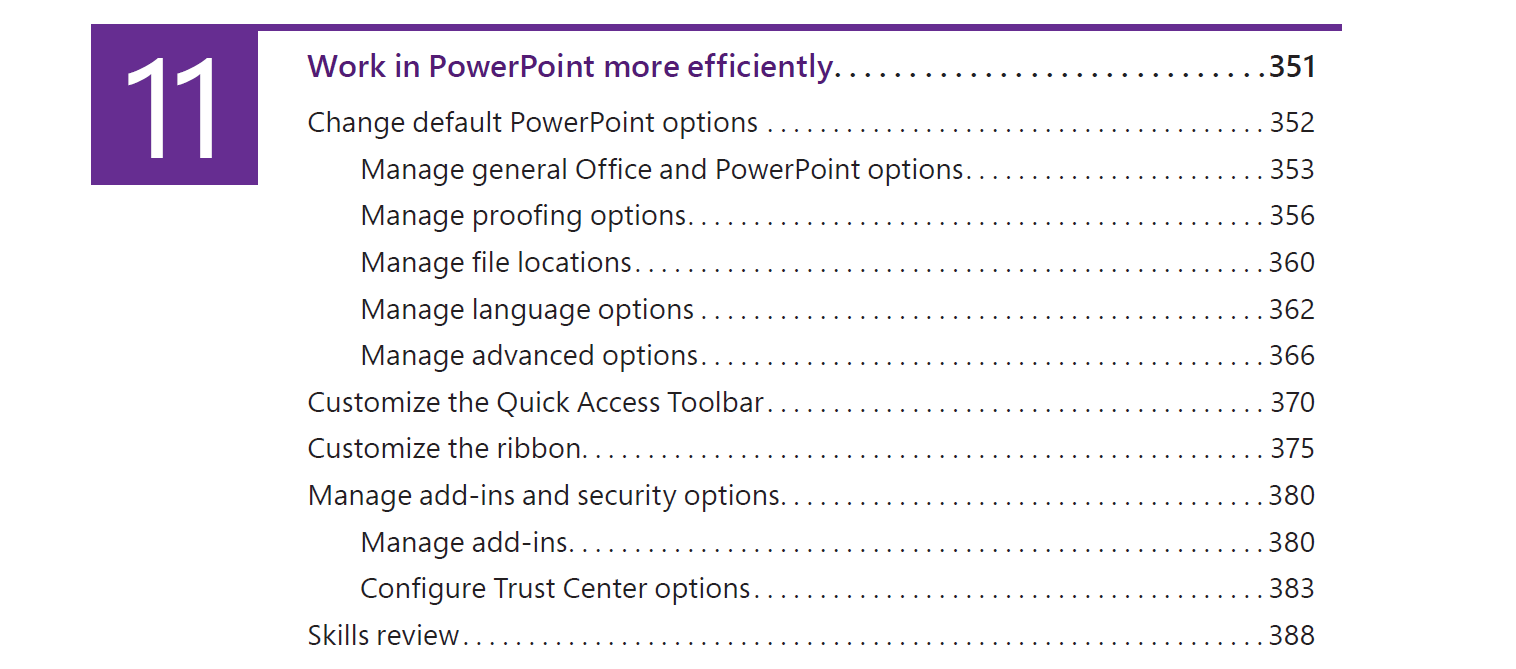 11
Work in PowerPoint more efficiently. . . . . . . . . . . . . . . . . . . . . . . . . . . . . .351
Change default PowerPoint options . . . . . . . . . . . . . . . . . . . . . . . . . . . . . . . . . . . . . . 352
Manage general Office and PowerPoint options. . . . . . . . . . . . . . . . . . . . . . . 353
Manage proofing options. . . . . . . . . . . . . . . . . . . . . . . . . . . . . . . . . . . . . . . . . . . . 356
Manage file locations. . . . . . . . . . . . . . . . . . . . . . . . . . . . . . . . . . . . . . . . . . . . . . . . 360
Manage language options . . . . . . . . . . . . . . . . . . . . . . . . . . . . . . . . . . . . . . . . . . . 362
Manage advanced options. . . . . . . . . . . . . . . . . . . . . . . . . . . . . . . . . . . . . . . . . . . 366
Customize the Quick Access Toolbar. . . . . . . . . . . . . . . . . . . . . . . . . . . . . . . . . . . . . . 370
Customize the ribbon. . . . . . . . . . . . . . . . . . . . . . . . . . . . . . . . . . . . . . . . . . . . . . . . . . . . 375
Manage add-ins and security options. . . . . . . . . . . . . . . . . . . . . . . . . . . . . . . . . . . . . 380
Manage add-ins. . . . . . . . . . . . . . . . . . . . . . . . . . . . . . . . . . . . . . . . . . . . . . . . . . . . . 380
Configure Trust Center options. . . . . . . . . . . . . . . . . . . . . . . . . . . . . . . . . . . . . . . 383
Skills review. . . . . . . . . . . . . . . . . . . . . . . . . . . . . . . . . . . . . . . . . . . . . . . . . . . . . . . . . . . . . 388